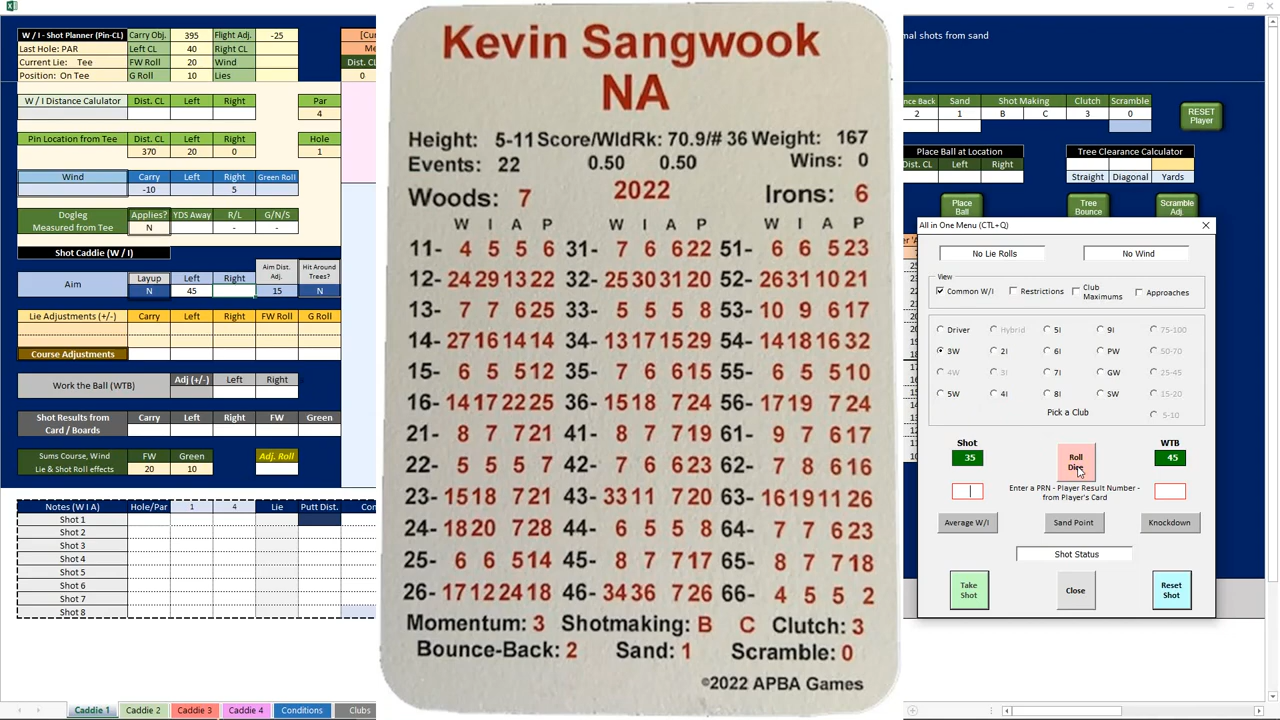 W / I - Shot Planner (Pin-CL) Carry Obj. 395 Flight Adj. -25
Last Hole: PAR Left CL 40 Right CL
Current Lie: Tee FW Roll 20 Wind
Position: On Tee G Roll 10 Lies
Dist. CL
0
W / I Distance Calulator Dist. CL Left Right Par
4
Pin Location from Tee Dist. CL Left Right Hole
370 20 0 1
Wind Carry Left Right Green Roll
-10 5
Dogleg Applies? YDS Away R/L G/N/S
Measured from Tee N - - -
Shot Caddie (W / I)
Aim Layup Left Right Aim Dist. Adj. Hit Around Trees?
N 45 15 N
Lie Adjustments (+/-) Carry Left Right FW Roll G Roll
Course Adjustments
Work the Ball (WTB) Adj (+/-) Left Right
Shot Results from Card / Boards Carry Left Right FW Green
Sums Course, Wind Lie & Shot Roll effects FW Green Adj. Roll
20 10
Notes (W I A) Hole/Par 1 4 Lie Putt Dist.
Shot 1
Shot 2
Shot 3
Shot 4
Shot 5
Shot 6
Shot 7
Shot 8
Caddie 1 Caddie 2 Caddie 3 Caddie 4 Conditions Clubs
Kevin Sangwook
NA
Height: 5-11 Score/WldRk: 70.9/# 36 Weight: 167
Events: 22 0.50 0.50 Wins: 0
Woods: 7 2022 Irons: 6
W I A P W I A P W I A P
11- 4 5 5 6 31- 7 6 6 22 51- 6 6 5 23
12- 24 29 13 22 32- 25 30 31 20 52- 26 31 10 21
13- 7 7 6 25 33- 5 5 5 8 53- 10 9 6 17
14- 27 16 14 14 34- 13 17 15 29 54- 14 18 16 32
15- 6 5 5 12 35- 7 6 6 15 55- 6 5 5 10
16- 14 17 22 25 36- 15 18 7 24 56- 17 19 7 24
21- 8 7 7 21 41- 8 7 7 19 61- 9 7 6 17
22- 5 5 5 14 42- 7 6 6 23 62- 7 8 6 16
23- 15 18 7 21 43- 33 11 7 20 63- 16 19 11 26
24- 18 20 7 28 44- 6 5 5 8 64- 7 7 6 23
25- 6 6 5 14 45- 8 7 7 17 65- 8 7 7 18
26- 17 12 24 18 46- 34 36 7 26 66- 4 5 5 2
Momentum: 3 Shotmaking: B C Clutch: 3
Bounce-Back: 2 Sand: 1 Scramble: 0
©2022 APBA Games
mal shots from sand
nce Back Sand Shot Making Clutch Scramble
2 1 B C 3 0
RESET Player
Place Ball at Location Tree Clearance Calculator
Dist. CL Left Right
Straight Diagonal Yards
Place Ball Tree Bounce Scramble Adj
All in One Menu (CTL+Q)
No Lie Rolls No Wind
View
Common W/I Restrictions Club Maximums Approaches
Driver Hybrid 5I 9I 75-100
3W 2I 6I PW 50-70
4W 3I 7I GW 25-45
5W 4I 8I SW 15-20
Pick a Club 5-10
Shot WTB
35 Roll Dice 45
Enter a PRN - Player Result Number - from Player's Card
Average W/I Sand Point Knockdown
Shot Status
Take Shot Close Reset Shot